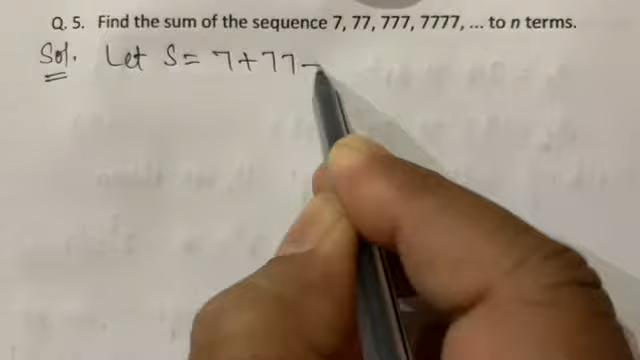 Q. 5. Find the sum of the sequence 7, 77, 777, 7777, ... to n terms.
Sol. Let S = 7 + 77 –